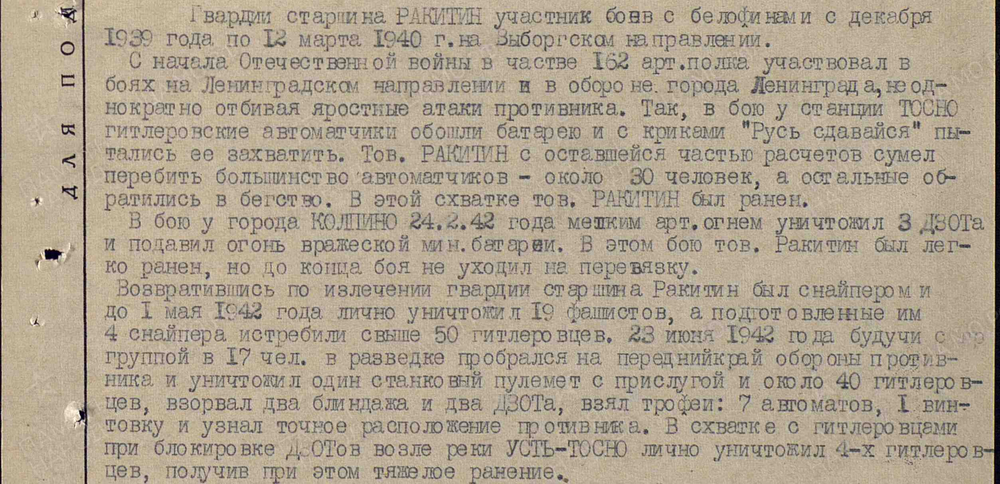 ДЛЯ ПОД
Гвардии старшина РАКИТИН участник боев с белофинами с декабря
1939 года по 12 марта 1940 г.на Выборгском направлении.
С начала Отечественной войны в частве 162 арт.полка участвовал в
боях на Ленинградском направлении и в обороне города Ленинграда, неод-
нократно отбивая яростные атаки противника. Так, в бою у станции ТОСНО
гитлеровские автоматчики обошли батарею и с криками "Русь сдавайся" пы-
тались ее захватить. Тов. РАКИТИН с оставшейся частью расчетов сумел
перебить большинство автоматчиков - около 30 человек, а остальные об-
ратились в бегство. В этой схватке тов. РАКИТИН был ранен.
В бою у города КОЛПИНО 24.2.42 года метким арт.огнем уничтожил 3 ДЗОТа
и подавил огонь вражеской мин.батареи. В этом бою тов. Ракитин был лег-
ко ранен, но до конца боя не уходил на перевязку.
Возвратившись по излечении гвардии старшина Ракитин был снайпером и
до 1 мая 1942 года лично уничтожил 19 фашистов, а подготовленные им
4 снайпера истребили свыше 50 гитлеровцев. 23 июня 1942 года будучи с гр
группой в 17 чел. в разведке пробрался на переднийкрай обороны против-
ника и уничтожил один станковый пулемет с прислугой и около 40 гитлеров-
цев, взорвал два блиндажа и два ДЗОТа, взял трофеи: 7 автоматов, 1 вин-
товку и узнал точное расположение противника. В схватке с гитлеровцами
при блокировке ДЗОТов возле реки УСТЬ-ТОСНО лично уничтожил 4-х гитлеров-
цев, получив при этом тяжелое ранение.